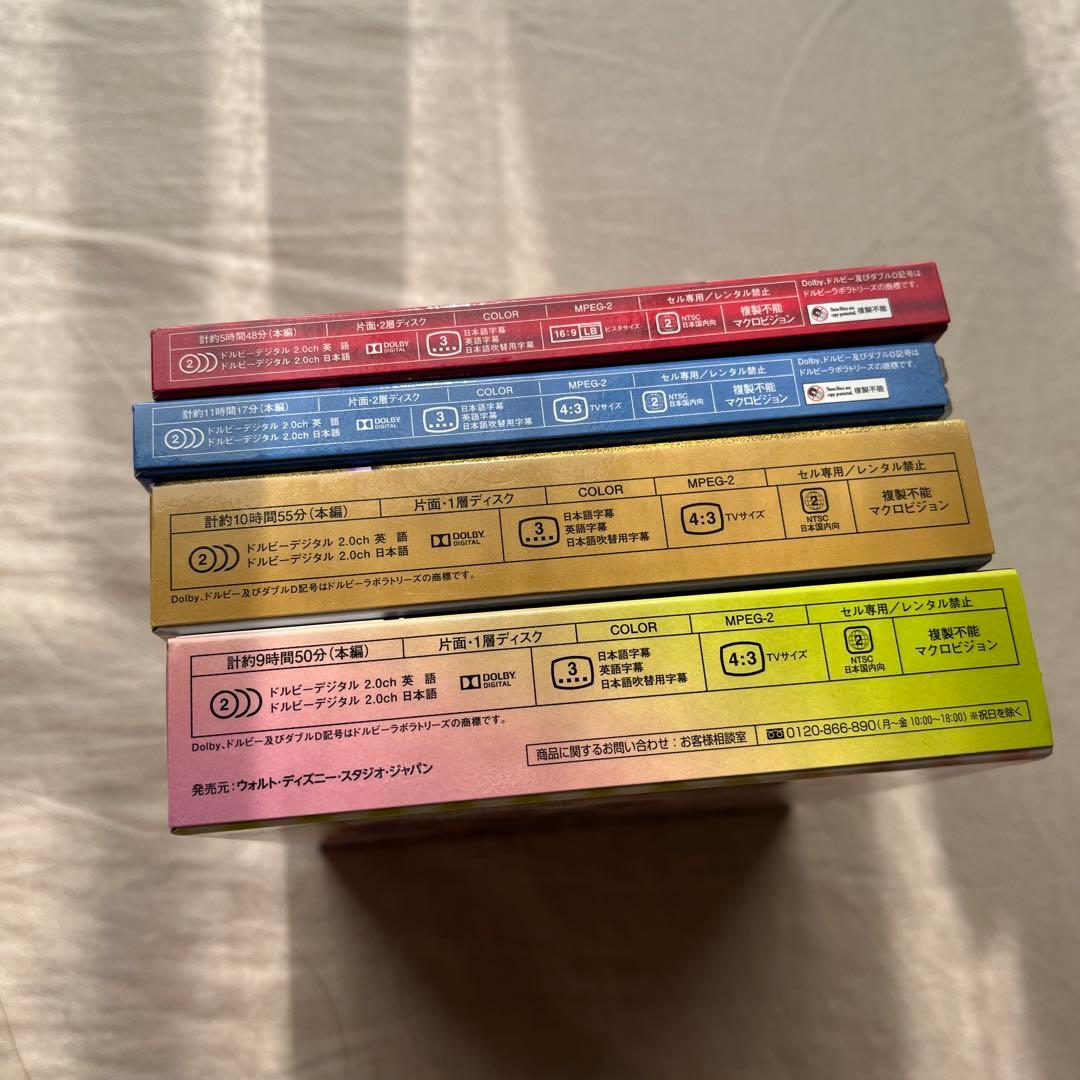 計約5時間48分(本編)
片面・2層ディスク
COLOR
MPEG-2
セル専用/レンタル禁止
Dolby、ドルビー及びダブルD記号は
ドルビーラボラトリーズの商標です。
2
ドルビーデジタル 2.0ch 英 語
ドルビーデジタル 2.0ch 日本語
DOLBY
DIGITAL
3
日本語字幕
英語字幕
日本語吹替用字幕
16:9 LB
ビスタサイズ
2
NTSC
日本国内向
複製不能
マクロビジョン
These Discs are
copy protected.
複製不能
計約11時間17分(本編)
片面・2層ディスク
COLOR
MPEG-2
セル専用/レンタル禁止
Dolby、ドルビー及びダブルD記号は
ドルビーラボラトリーズの商標です。
2
ドルビーデジタル 2.0ch 英 語
ドルビーデジタル 2.0ch 日本語
DOLBY
DIGITAL
3
日本語字幕
英語字幕
日本語吹替用字幕
4:3
TVサイズ
2
NTSC
日本国内向
複製不能
マクロビジョン
These Discs are
copy protected.
複製不能
計約10時間55分(本編)
片面・1層ディスク
COLOR
MPEG-2
セル専用/レンタル禁止
2
ドルビーデジタル 2.0ch 英 語
ドルビーデジタル 2.0ch 日本語
DOLBY
DIGITAL
3
日本語字幕
英語字幕
日本語吹替用字幕
4:3
TVサイズ
2
NTSC
日本国内向
複製不能
マクロビジョン
Dolby、ドルビー及びダブルD記号はドルビーラボラトリーズの商標です。
計約9時間50分(本編)
片面・1層ディスク
COLOR
MPEG-2
セル専用/レンタル禁止
2
ドルビーデジタル 2.0ch 英 語
ドルビーデジタル 2.0ch 日本語
DOLBY
DIGITAL
3
日本語字幕
英語字幕
日本語吹替用字幕
4:3
TVサイズ
2
NTSC
日本国内向
複製不能
マクロビジョン
Dolby、ドルビー及びダブルD記号はドルビーラボラトリーズの商標です。
商品に関するお問い合わせ:お客様相談室
0120-866-890(月〜金 10:00〜18:00)※祝日を除く
発売元:ウォルト・ディズニー・スタジオ・ジャパン